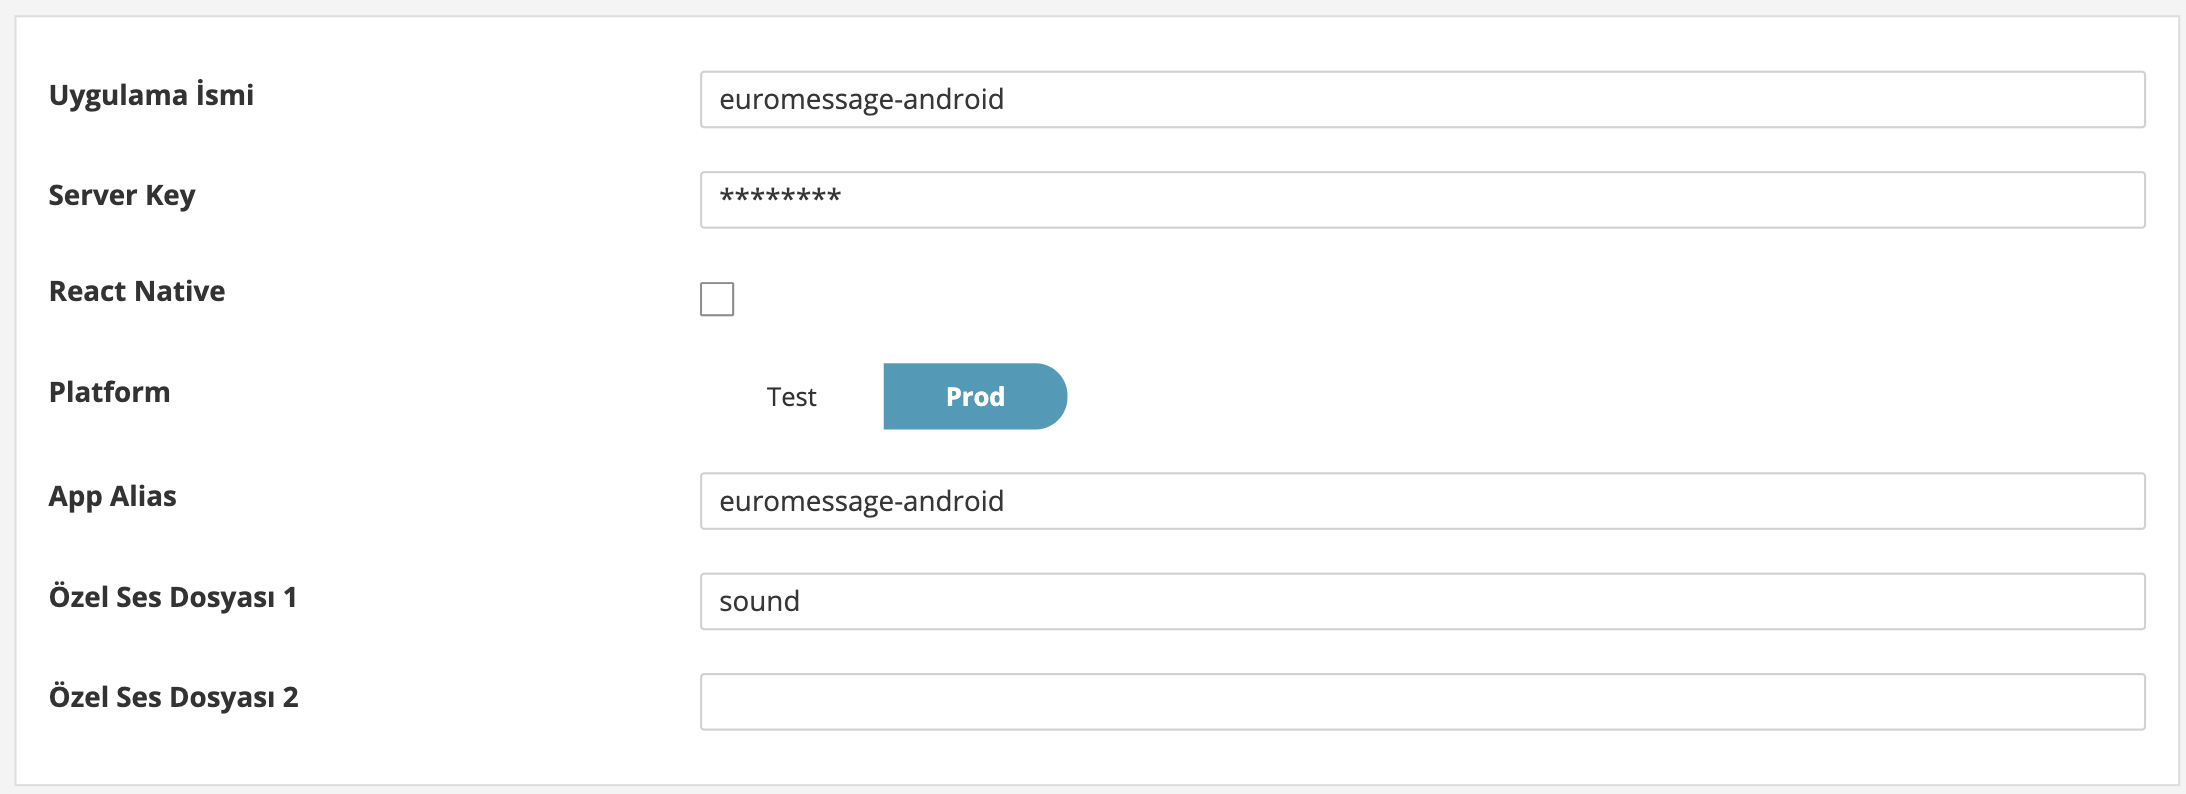 Uygulama İsmi
euromessage-android
Server Key
********
React Native
Platform
Test Prod
App Alias
euromessage-android
Özel Ses Dosyası 1
sound
Özel Ses Dosyası 2